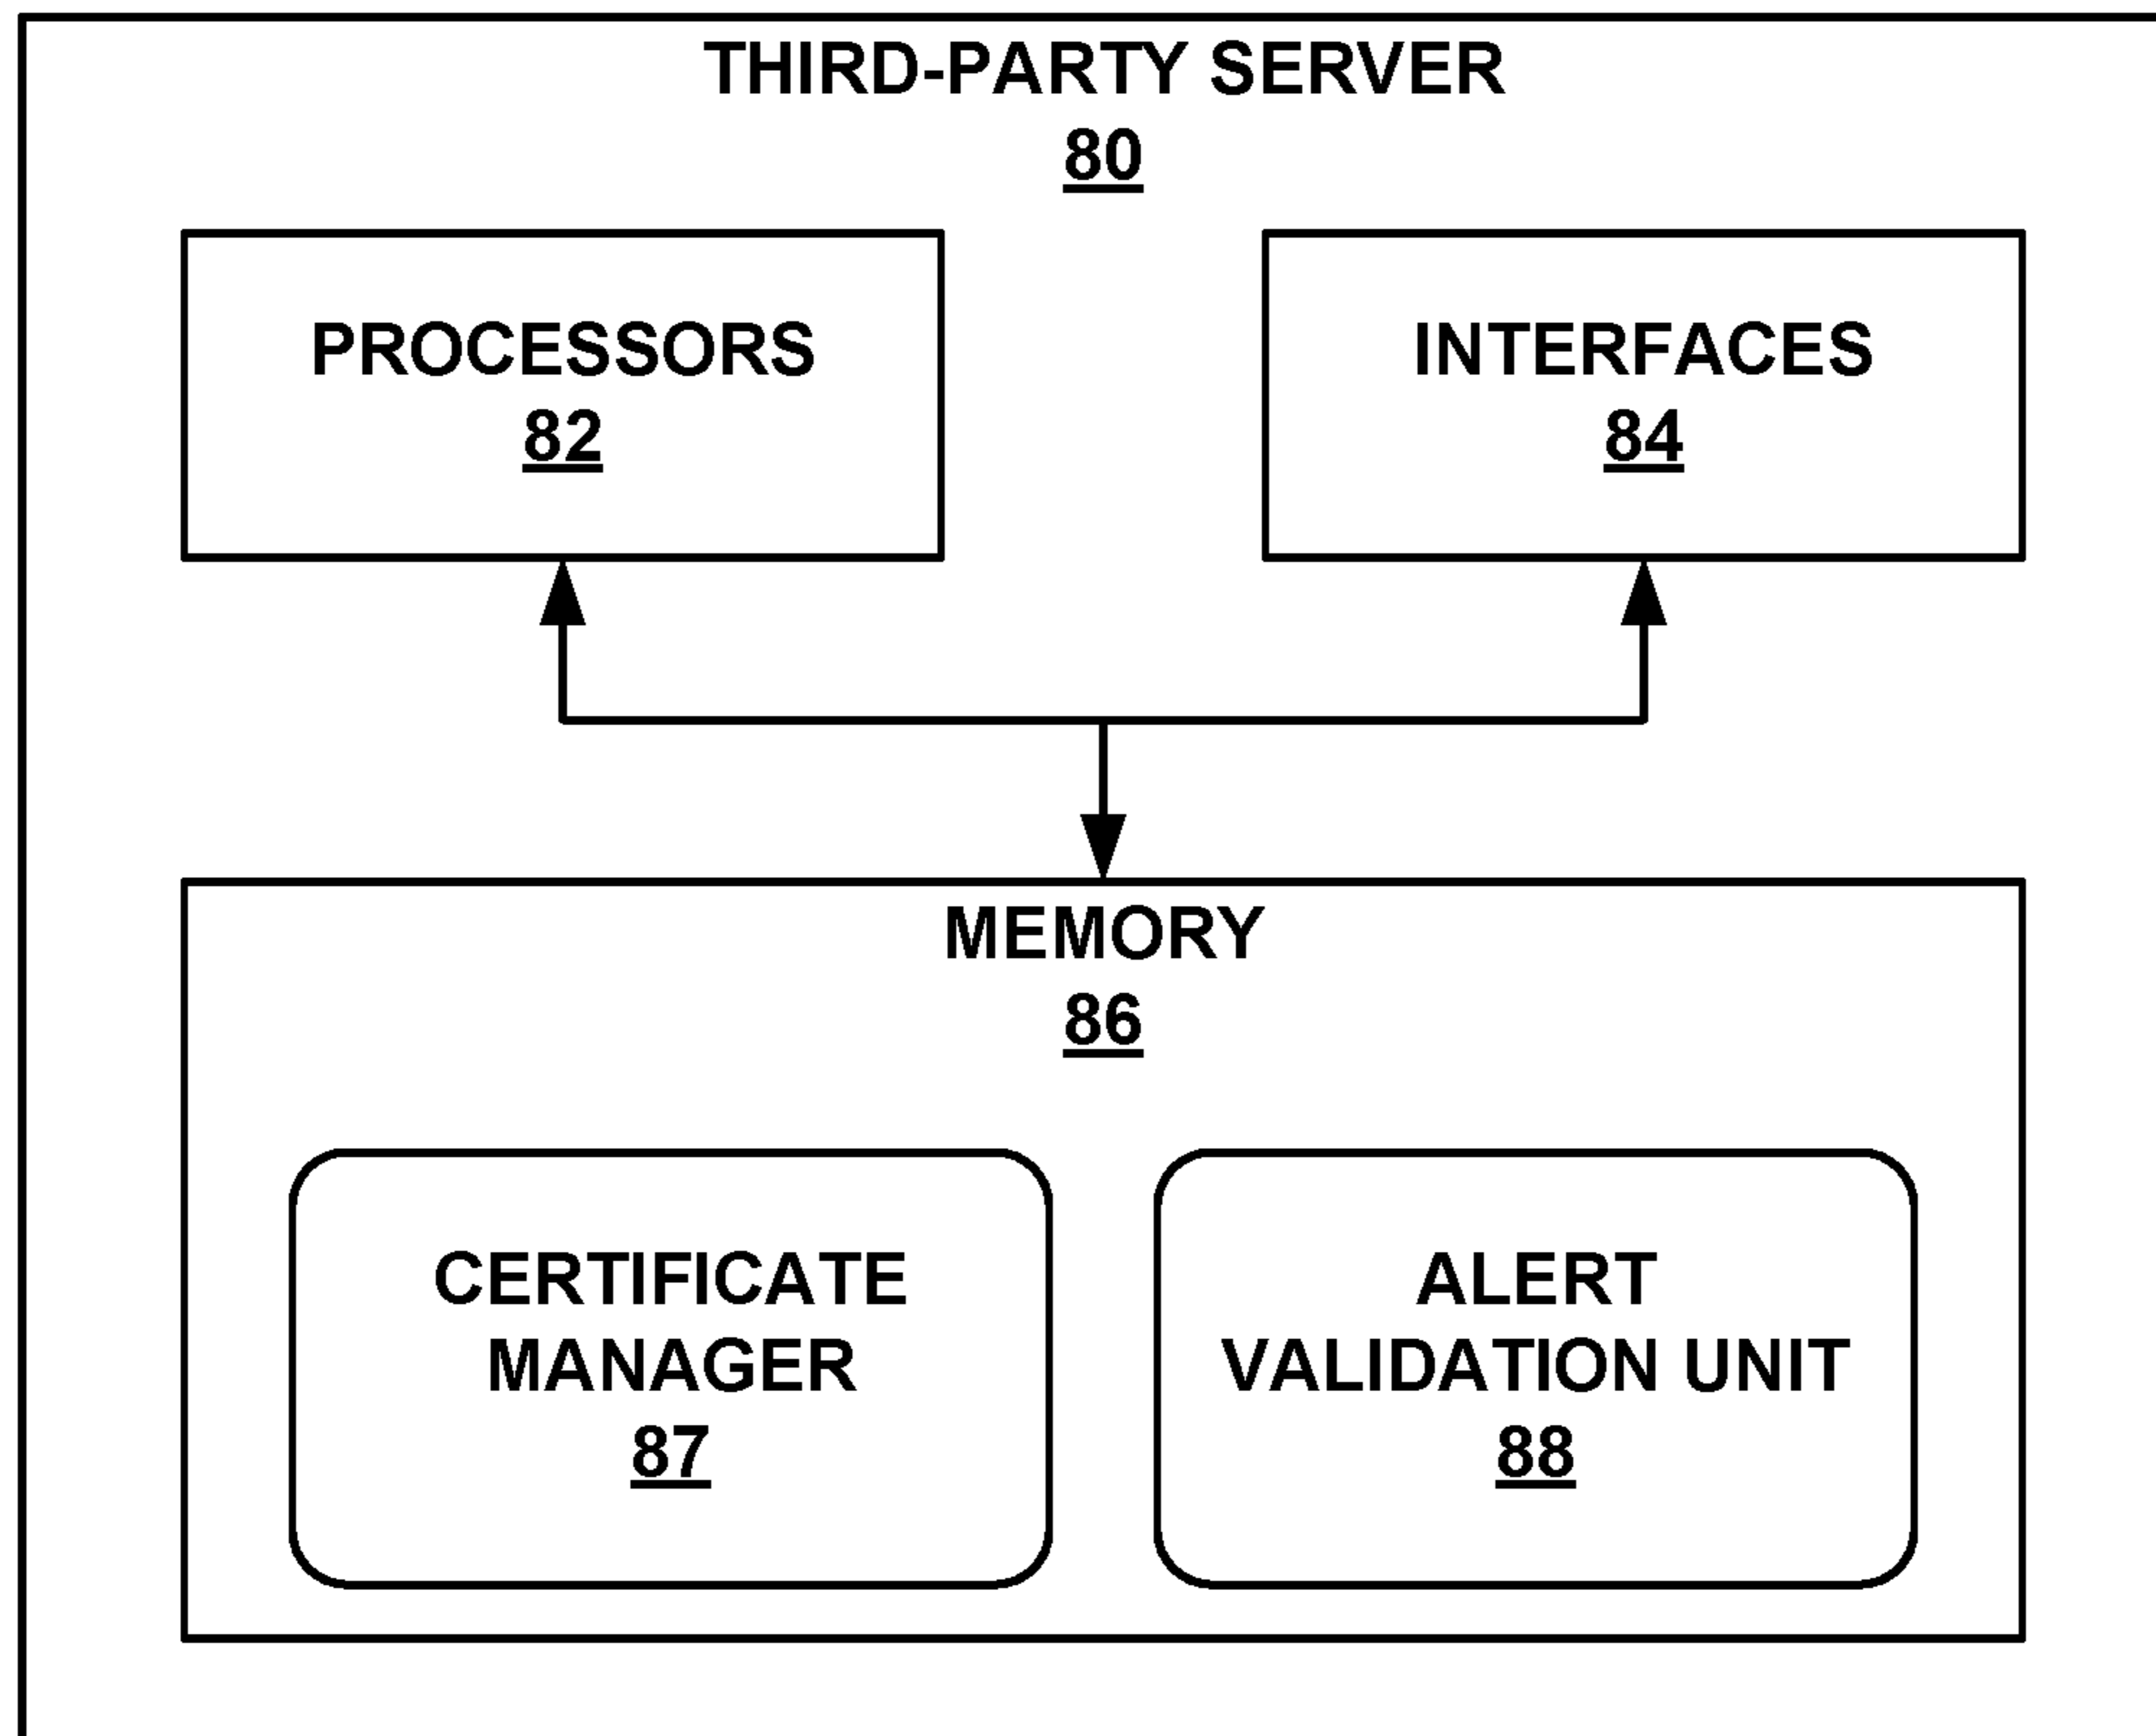 THIRD-PARTY SERVER
80
PROCESSORS
82
INTERFACES
84
MEMORY
86
CERTIFICATE
MANAGER
87
ALERT
VALIDATION UNIT
88